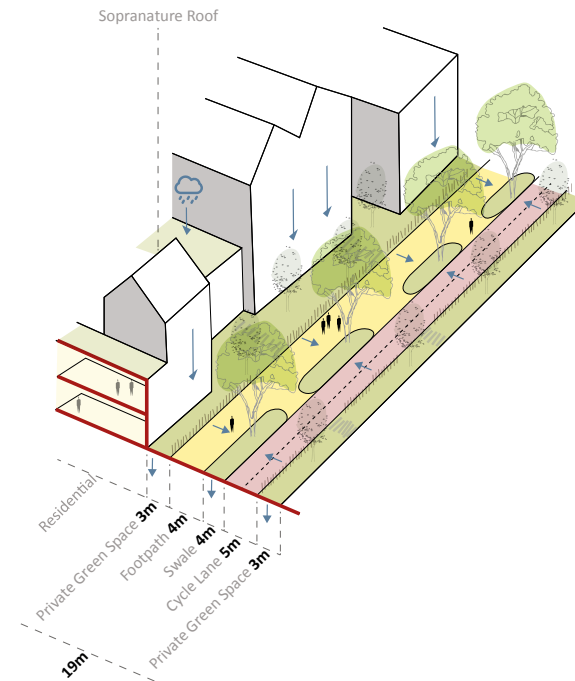 Sopranature Roof
Residential
Private Green Space 3m
Footpath 4m
Swale 4m
Cycle Lane 5m
Private Green Space 3m
19m